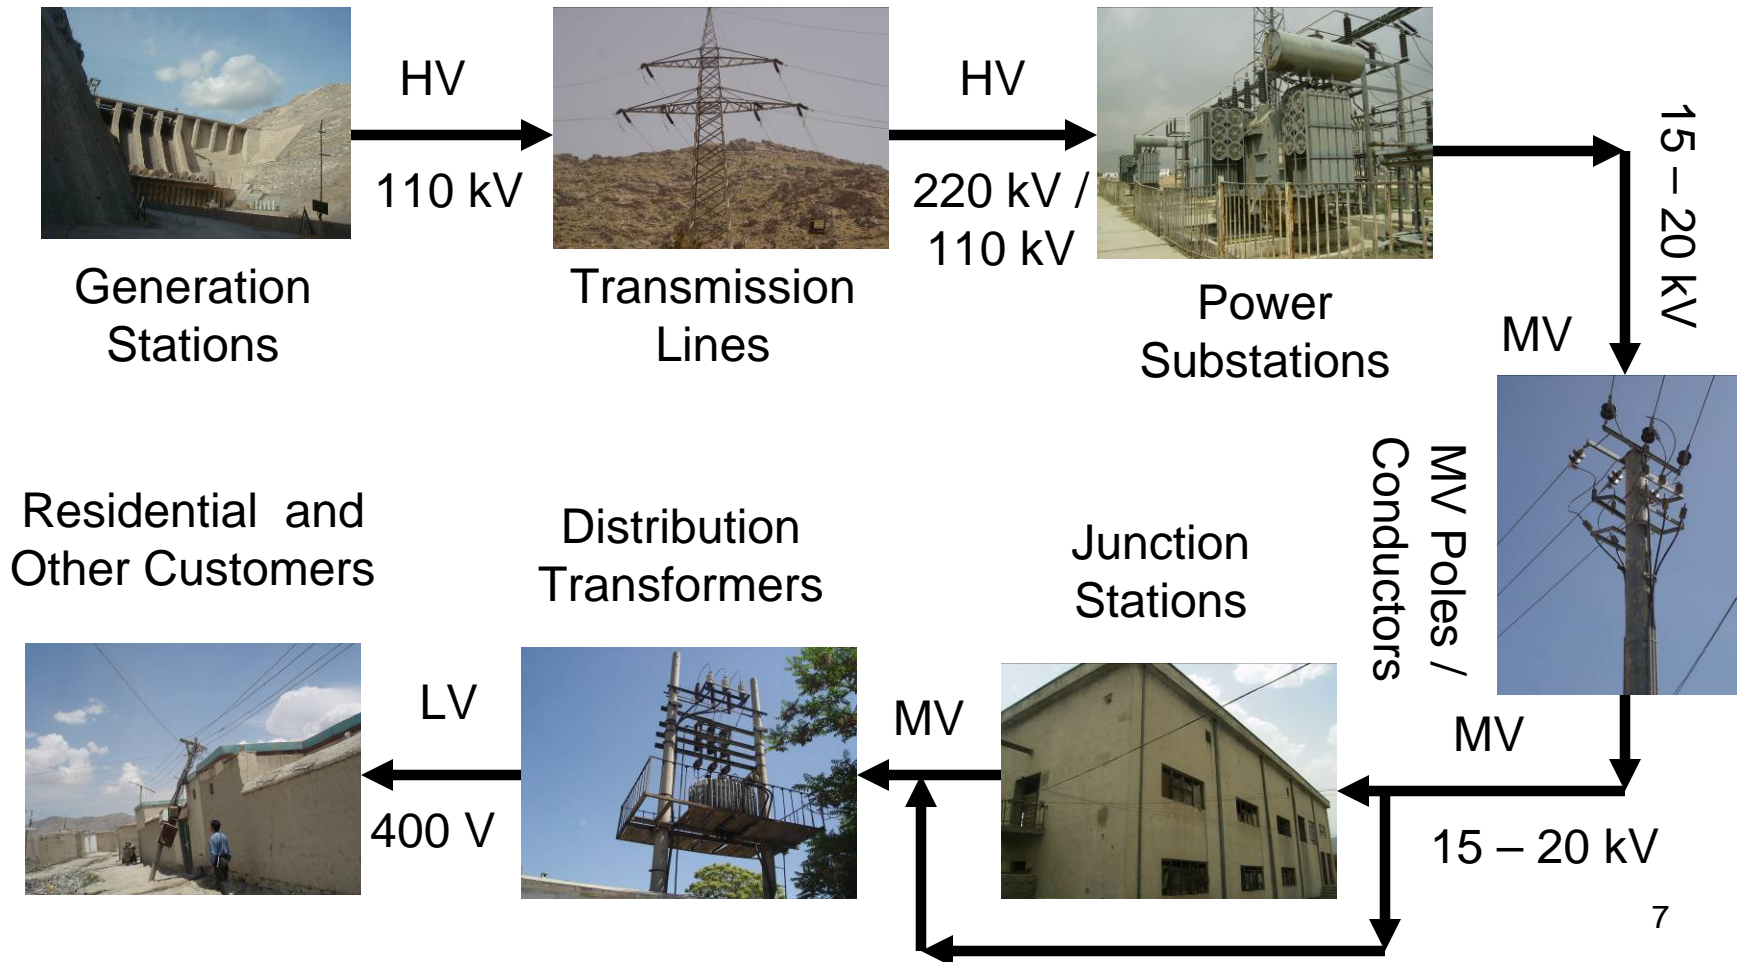 HV
110 kV
Generation
Stations
Transmission
Lines
HV
220 kV /
110 kV
Power
Substations
15 – 20 kV
MV
MV Poles /
Conductors
MV
15 – 20 kV
Junction
Stations
MV
Distribution
Transformers
LV
400 V
Residential  and
Other Customers
7